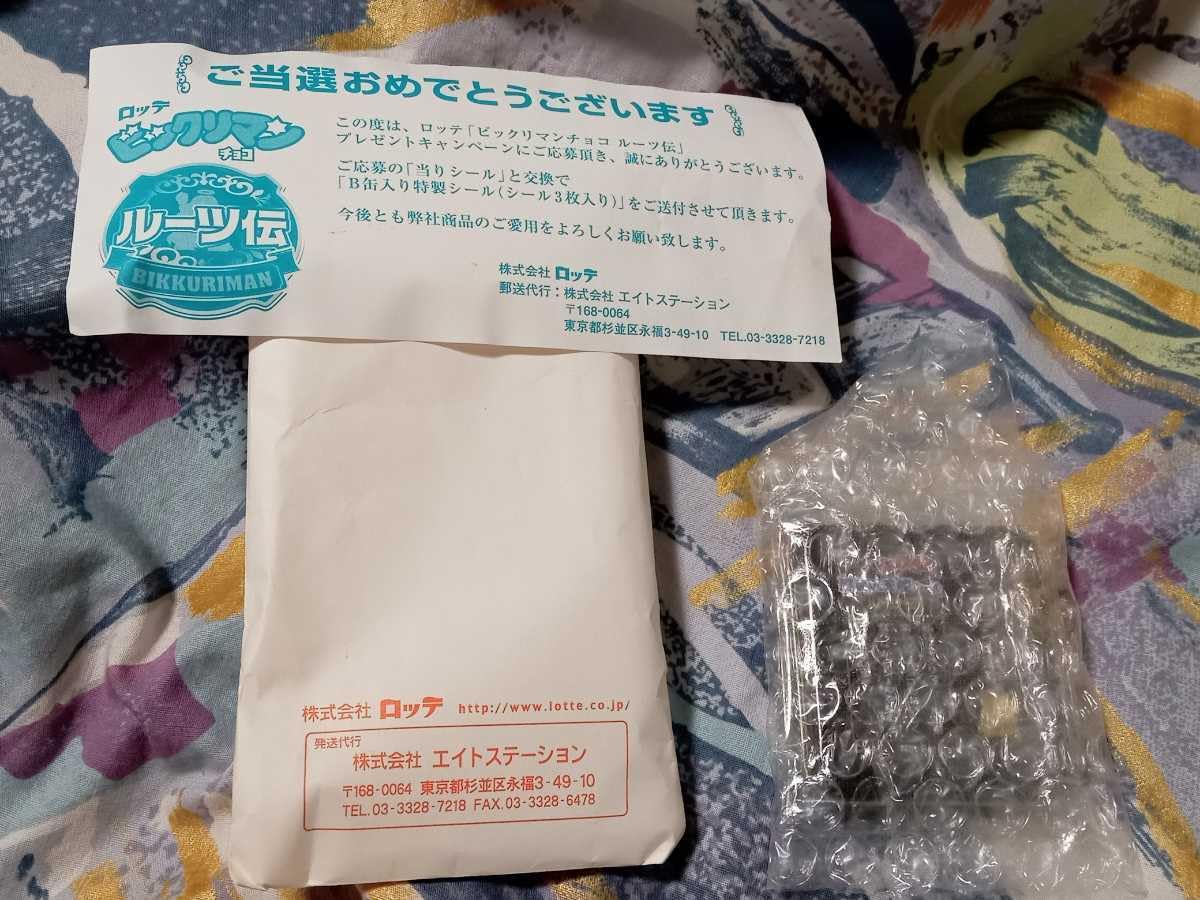 ご当選おめでとうございます
ロッテ
ビックリマン
チョコ
ルーツ伝
BIKKURIMAN
この度は、ロッテ「ビックリマンチョコ ルーツ伝」
プレゼントキャンペーンにご応募頂き、誠にありがとうございます。
ご応募の「当りシール」と交換で
「B缶入り特製シール(シール3枚入り)」をご送付させて頂きます。
今後とも弊社商品のご愛用をよろしくお願い致します。
株式会社 ロッテ
郵送代行:株式会社 エイトステーション
〒168-0064
東京都杉並区永福3-49-10 TEL.03-3328-7218
株式会社 ロッテ http://www.lotte.co.jp/
発送代行
株式会社 エイトステーション
〒168-0064 東京都杉並区永福3-49-10
TEL.03-3328-7218 FAX.03-3328-6478